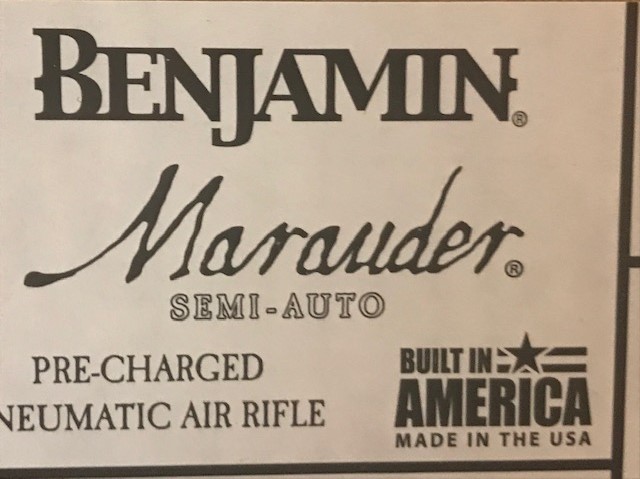 BENJAMIN®
Marauder®
SEMI-AUTO
PRE-CHARGED
NEUMATIC AIR RIFLE
BUILT IN
AMERICA
MADE IN THE USA